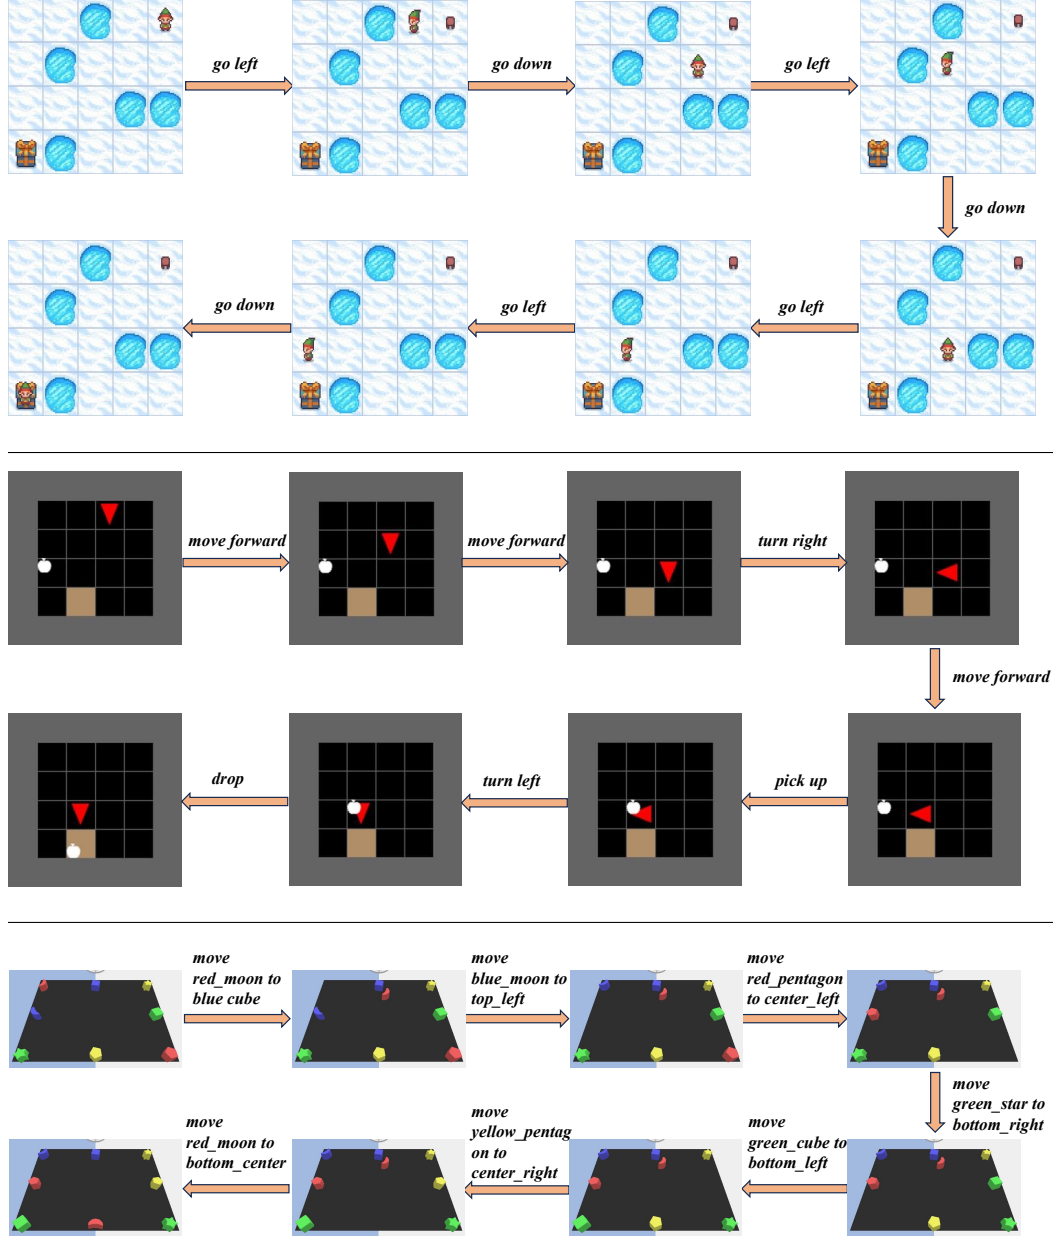 go left
go down
go left
go down
go left
go left
go down
move forward
move forward
turn right
move forward
pick up
turn left
drop
move
red_moon to
blue cube
move
blue_moon to
top_left
move
red_pentagon
to center_left
move
green_star to
bottom_right
move
green_cube to
bottom_left
move
yellow_pentag
on to
center_right
move
red_moon to
bottom_center